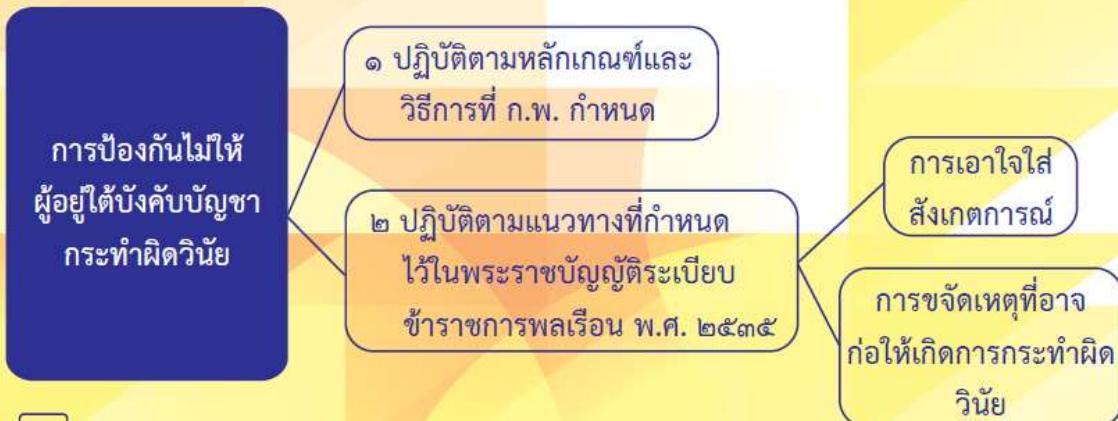 การป้องกันไม่ให้
ผู้อยู่ใต้บังคับบัญชา
กระทำผิดวินัย
๑ ปฏิบัติตามหลักเกณฑ์และ
วิธีการที่ ก.พ. กำหนด
๒ ปฏิบัติตามแนวทางที่กำหนด
ไว้ในพระราชบัญญัติระเบียบ
ข้าราชการพลเรือน พ.ศ. ๒๕๓๕
การเอาใจใส่
สังเกตการณ์
การขจัดเหตุที่อาจ
ก่อให้เกิดการกระทำผิด
วินัย